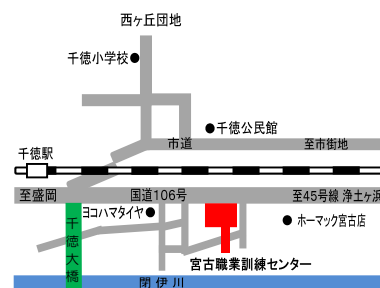 西ヶ丘団地
千徳小学校
千徳公民館
市道
至市街地
千徳駅
至盛岡
国道106号
至45号線 浄土ヶ浜
ヨコハマタイヤ
ホーマック宮古店
千徳大橋
宮古職業訓練センター
閉伊川